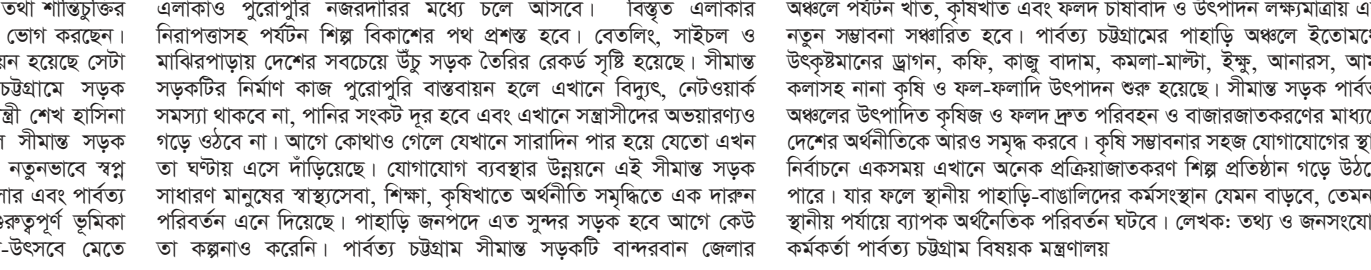 তথা শান্তিচুক্তির
ভোগ করছেন।
হয়েছে সেটা
চট্টগ্রামে সড়ক
শেখ হাসিনা
সীমান্ত সড়ক
নতুনভাবে স্বপ্ন
এবং পার্বত্য
গুরুত্বপূর্ণ ভূমিকা
মেতে
এলাকাও পুরোপুরি নজরদারির মধ্যে চলে আসবে। বিস্তৃত এলাকার
নিরাপত্তাসহ পর্যটন শিল্প বিকাশের পথ প্রশস্ত হবে। বেতলিং, সাইচল ও
মাঝিরপাড়ায় দেশের সবচেয়ে উঁচু সড়ক তৈরির রেকর্ড সৃষ্টি হয়েছে। সীমান্ত
সড়কটির নির্মাণ কাজ পুরোপুরি বাস্তবায়ন হলে এখানে বিদ্যুৎ, নেটওয়ার্ক
সমস্যা থাকবে না, পানির সংকট দূর হবে এবং এখানে সন্ত্রাসীদের অভয়ারণ্যও
গড়ে ওঠবে না। আগে কোথাও গেলে যেখানে সারাদিন পার হয়ে যেতো এখন
তা ঘণ্টায় এসে দাঁড়িয়েছে। যোগাযোগ ব্যবস্থার উন্নয়নে এই সীমান্ত সড়ক
সাধারণ মানুষের স্বাস্থ্যসেবা, শিক্ষা, কৃষিখাতে অর্থনীতি সমৃদ্ধিতে এক দারুন
পরিবর্তন এনে দিয়েছে। পাহাড়ি জনপদে এত সুন্দর সড়ক হবে আগে কেউ
তা কল্পনাও করেনি। পার্বত্য চট্টগ্রাম সীমান্ত সড়কটি বান্দরবান জেলার
অঞ্চলে পর্যটন খাত, কৃষিখাত এবং ফলদ চাষাবাদ ও উৎপাদন লক্ষ্যমাত্রায়
নতুন সম্ভাবনা সঞ্চারিত হবে। পার্বত্য চট্টগ্রামের পাহাড়ি অঞ্চলে
উৎকৃষ্টমানের ড্রাগন, কফি, কাজু বাদাম, কমলা-মাল্টা, ইক্ষু, আনারস,
কলাসহ নানা কৃষি ও ফল-ফলাদি উৎপাদন শুরু হয়েছে। সীমান্ত সড়ক
অঞ্চলের উৎপাদিত কৃষিজ ও ফলদ দ্রুত পরিবহন ও বাজারজাতকরণের
দেশের অর্থনীতিকে আরও সমৃদ্ধ করবে। কৃষি সম্ভাবনার সহজ যোগাযোগের
নির্বাচনে একসময় এখানে অনেক প্রক্রিয়াজাতকরণ শিল্প প্রতিষ্ঠান গড়ে
পারে। যার ফলে স্থানীয় পাহাড়ি-বাঙালিদের কর্মসংস্থান যেমন বাড়বে,
স্থানীয় পর্যায়ে ব্যাপক অর্থনৈতিক পরিবর্তন ঘটবে। লেখক: তথ্য ও
কর্মকর্তা পার্বত্য চট্টগ্রাম বিষয়ক মন্ত্রণালয়